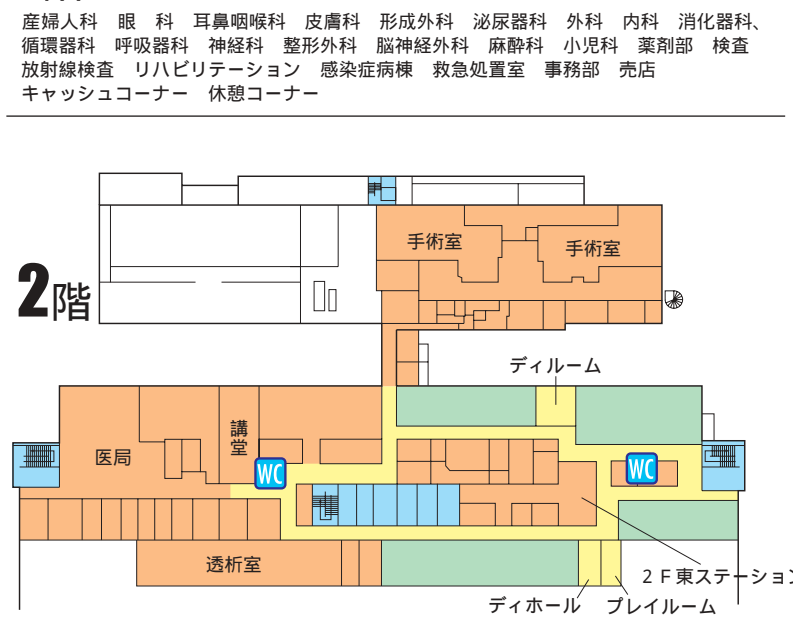 産婦人科　眼　科　耳鼻咽喉科　皮膚科　形成外科　泌尿器科　外科　内科　消化器科、
循環器科　呼吸器科　神経科　整形外科　脳神経外科　麻酔科　小児科　薬剤部　検査
放射線検査　リハビリテーション　感染症病棟　救急処置室　事務部　売店
キャッシュコーナー　休憩コーナー
2階
手術室
手術室
ディルーム
講堂
医局
WC
WC
透析室
２Ｆ東ステーション
ディホール
プレイルーム